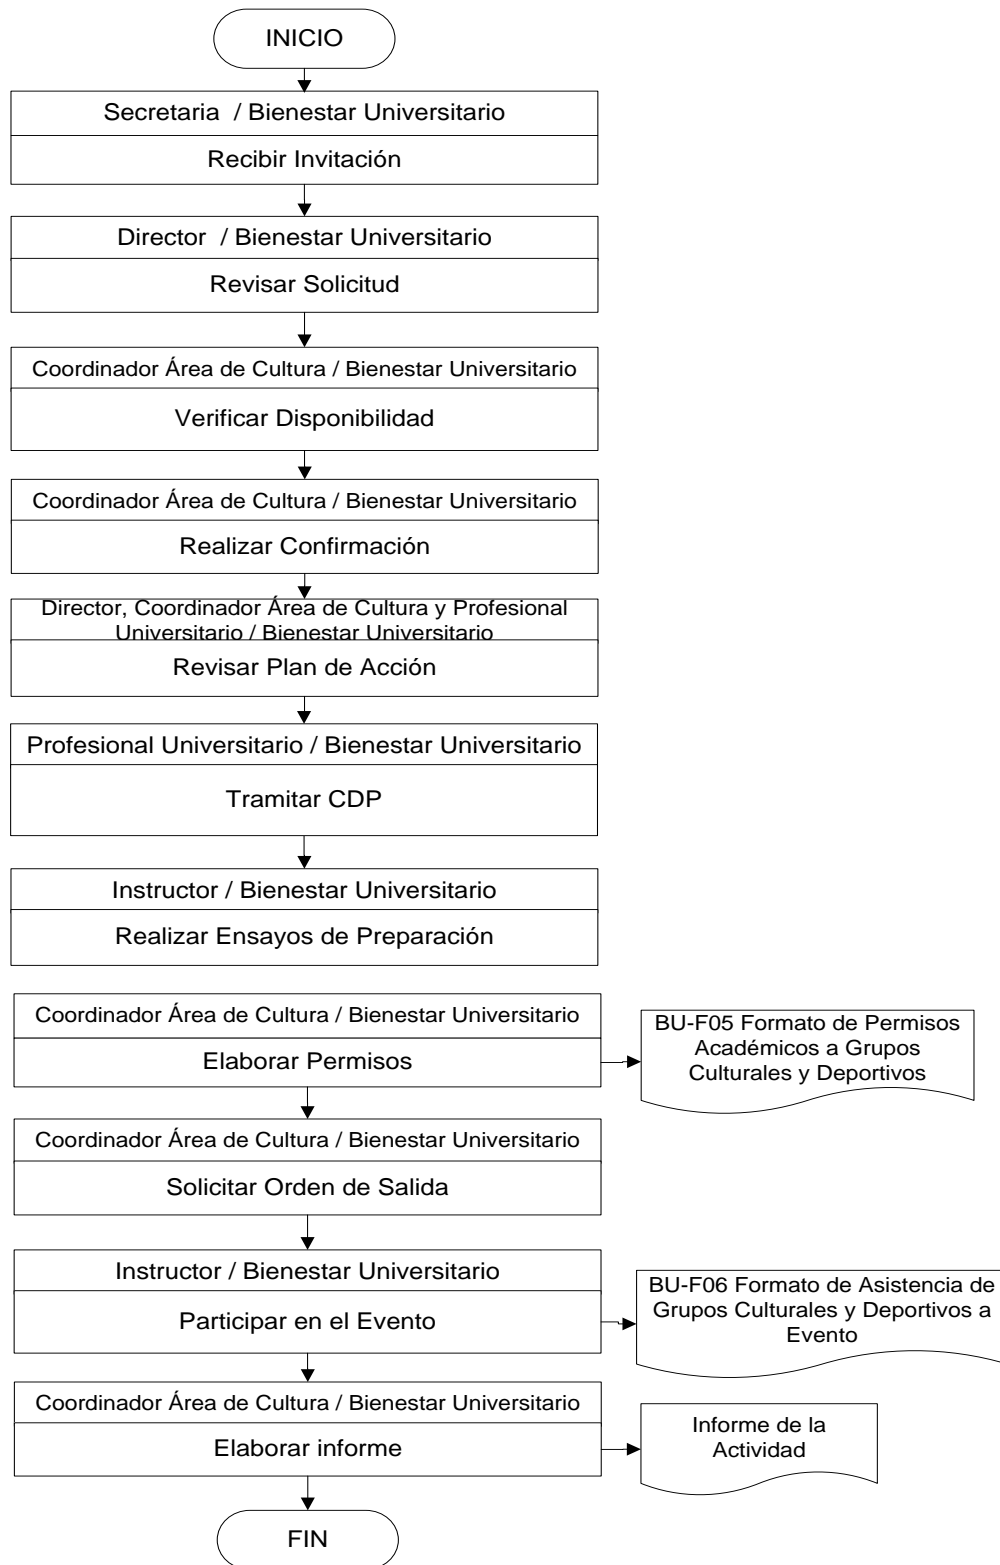 INICIO
Secretaria / Bienestar Universitario
Recibir Invitación
Director / Bienestar Universitario
Revisar Solicitud
Coordinador Área de Cultura / Bienestar Universitario
Verificar Disponibilidad
Coordinador Área de Cultura / Bienestar Universitario
Realizar Confirmación
Director, Coordinador Área de Cultura y Profesional
Universitario / Bienestar Universitario
Revisar Plan de Acción
Profesional Universitario / Bienestar Universitario
Tramitar CDP
Instructor / Bienestar Universitario
Realizar Ensayos de Preparación
Coordinador Área de Cultura / Bienestar Universitario
Elaborar Permisos
BU-F05 Formato de Permisos
Académicos a Grupos
Culturales y Deportivos
Coordinador Área de Cultura / Bienestar Universitario
Solicitar Orden de Salida
Instructor / Bienestar Universitario
Participar en el Evento
BU-F06 Formato de Asistencia de
Grupos Culturales y Deportivos a
Evento
Coordinador Área de Cultura / Bienestar Universitario
Elaborar informe
Informe de la
Actividad
FIN